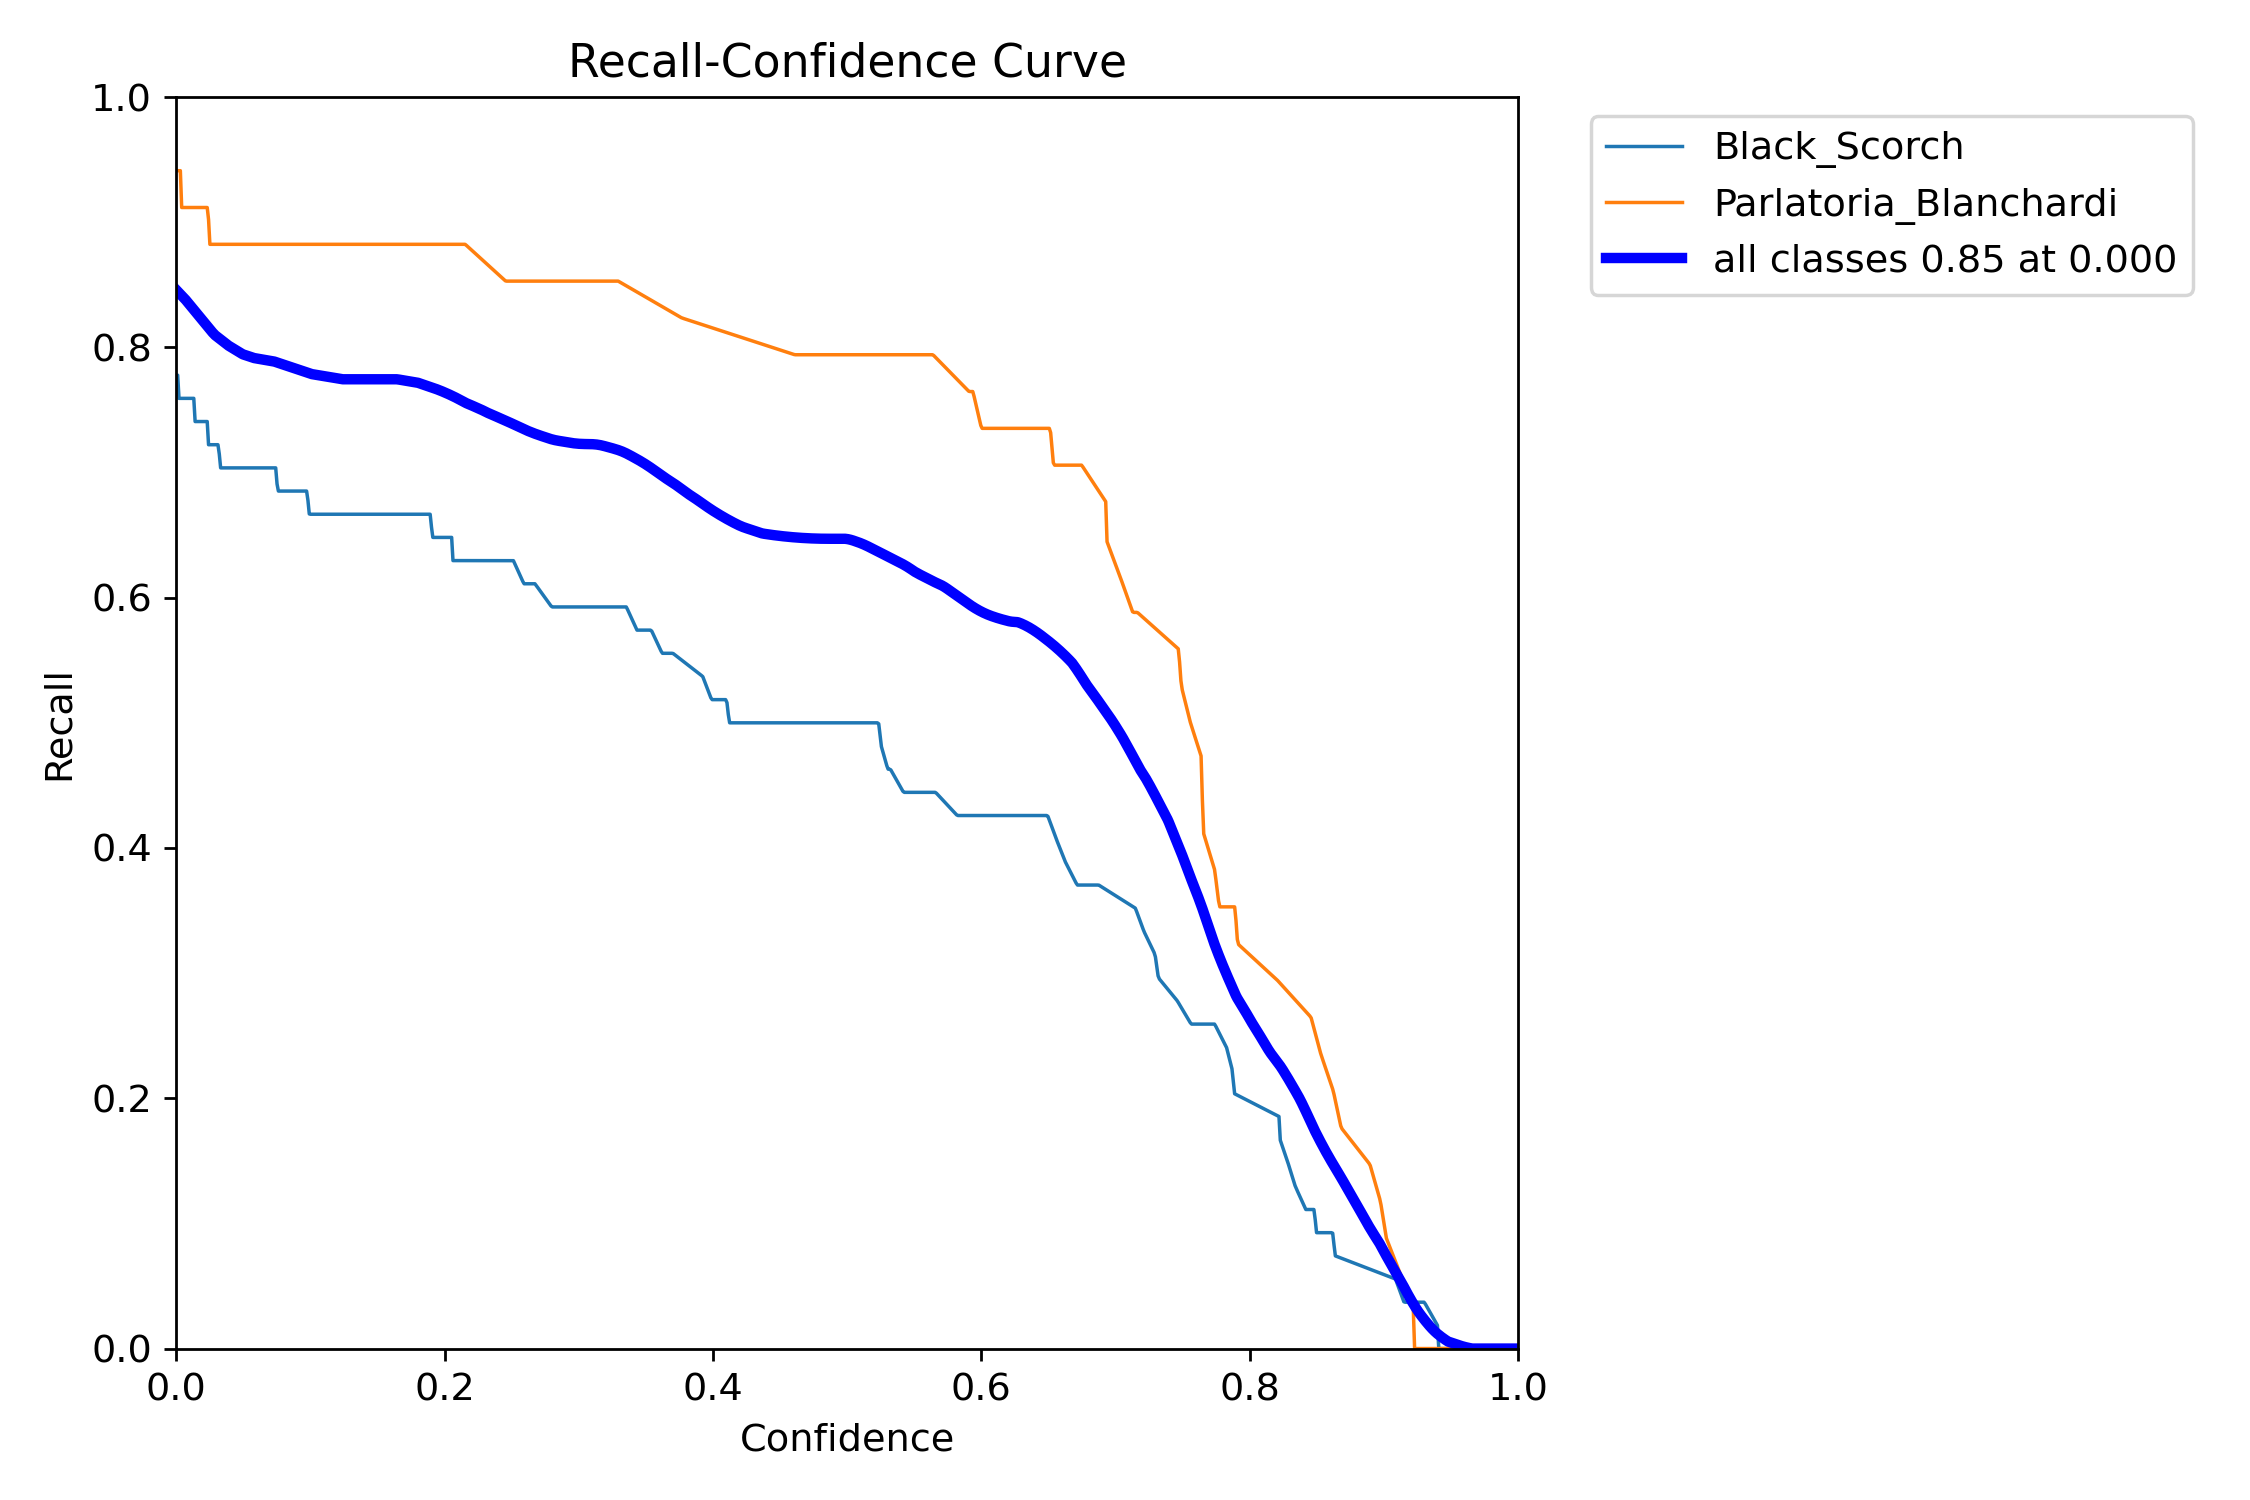 Recall-Confidence Curve
1.0
0.8
0.6
0.4
0.2
0.0
Recall
0.0 0.2 0.4 0.6 0.8 1.0
Confidence
Black_Scorch
Parlatoria_Blanchardi
all classes 0.85 at 0.000